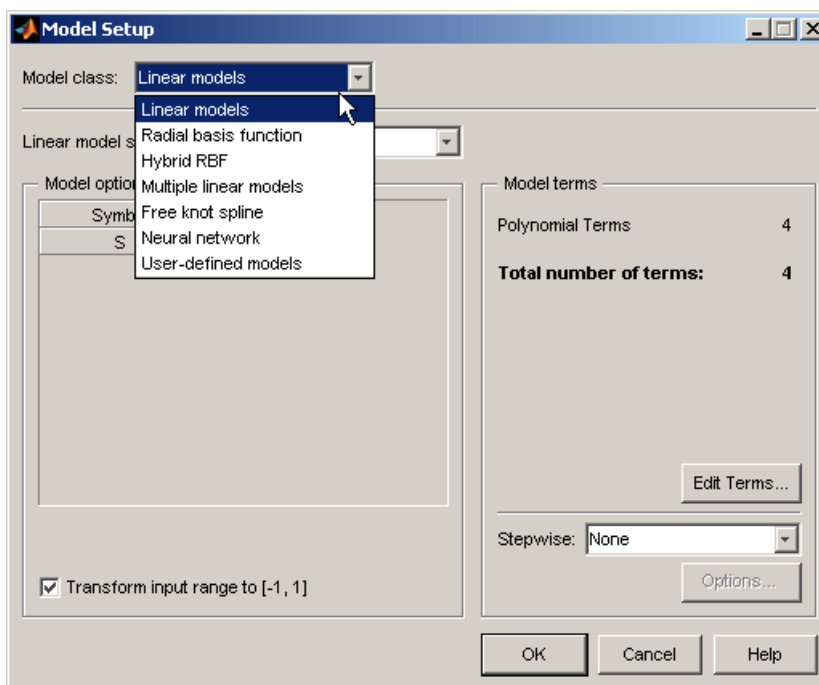 Model Setup
Model class: Linear models
Linear models
Radial basis function
Hybrid RBF
Multiple linear models
Free knot spline
Neural network
User-defined models
Linear model s
Model optio
Symb
S
Transform input range to [-1, 1]
Model terms
Polynomial Terms 4
Total number of terms: 4
Edit Terms...
Stepwise: None
Options...
OK Cancel Help